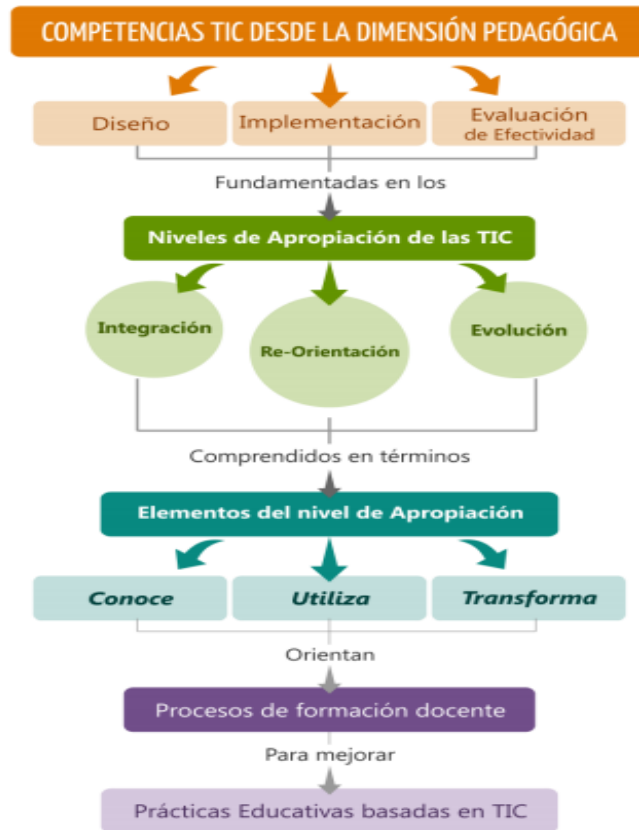 COMPETENCIAS TIC DESDE LA DIMENSIÓN PEDAGÓGICA
Diseño
Implementación
Evaluación
de Efectividad
Fundamentadas en los
Niveles de Apropiación de las TIC
Integración
Re-Orientación
Evolución
Comprendidos en términos
Elementos del nivel de Apropiación
Conoce
Utiliza
Transforma
Orientan
Procesos de formación docente
Para mejorar
Prácticas Educativas basadas en TIC